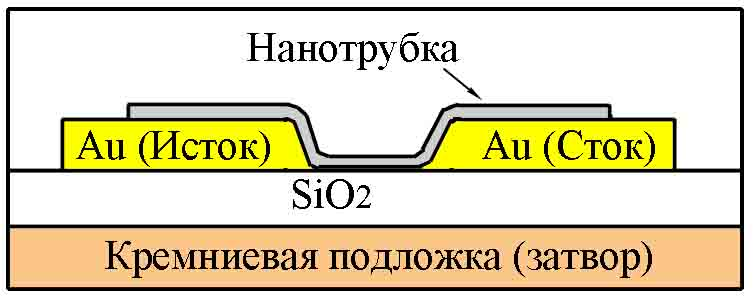 Нанотрубка
Au (Исток)
Au (Сток)
SiO2
Кремниевая подложка (затвор)